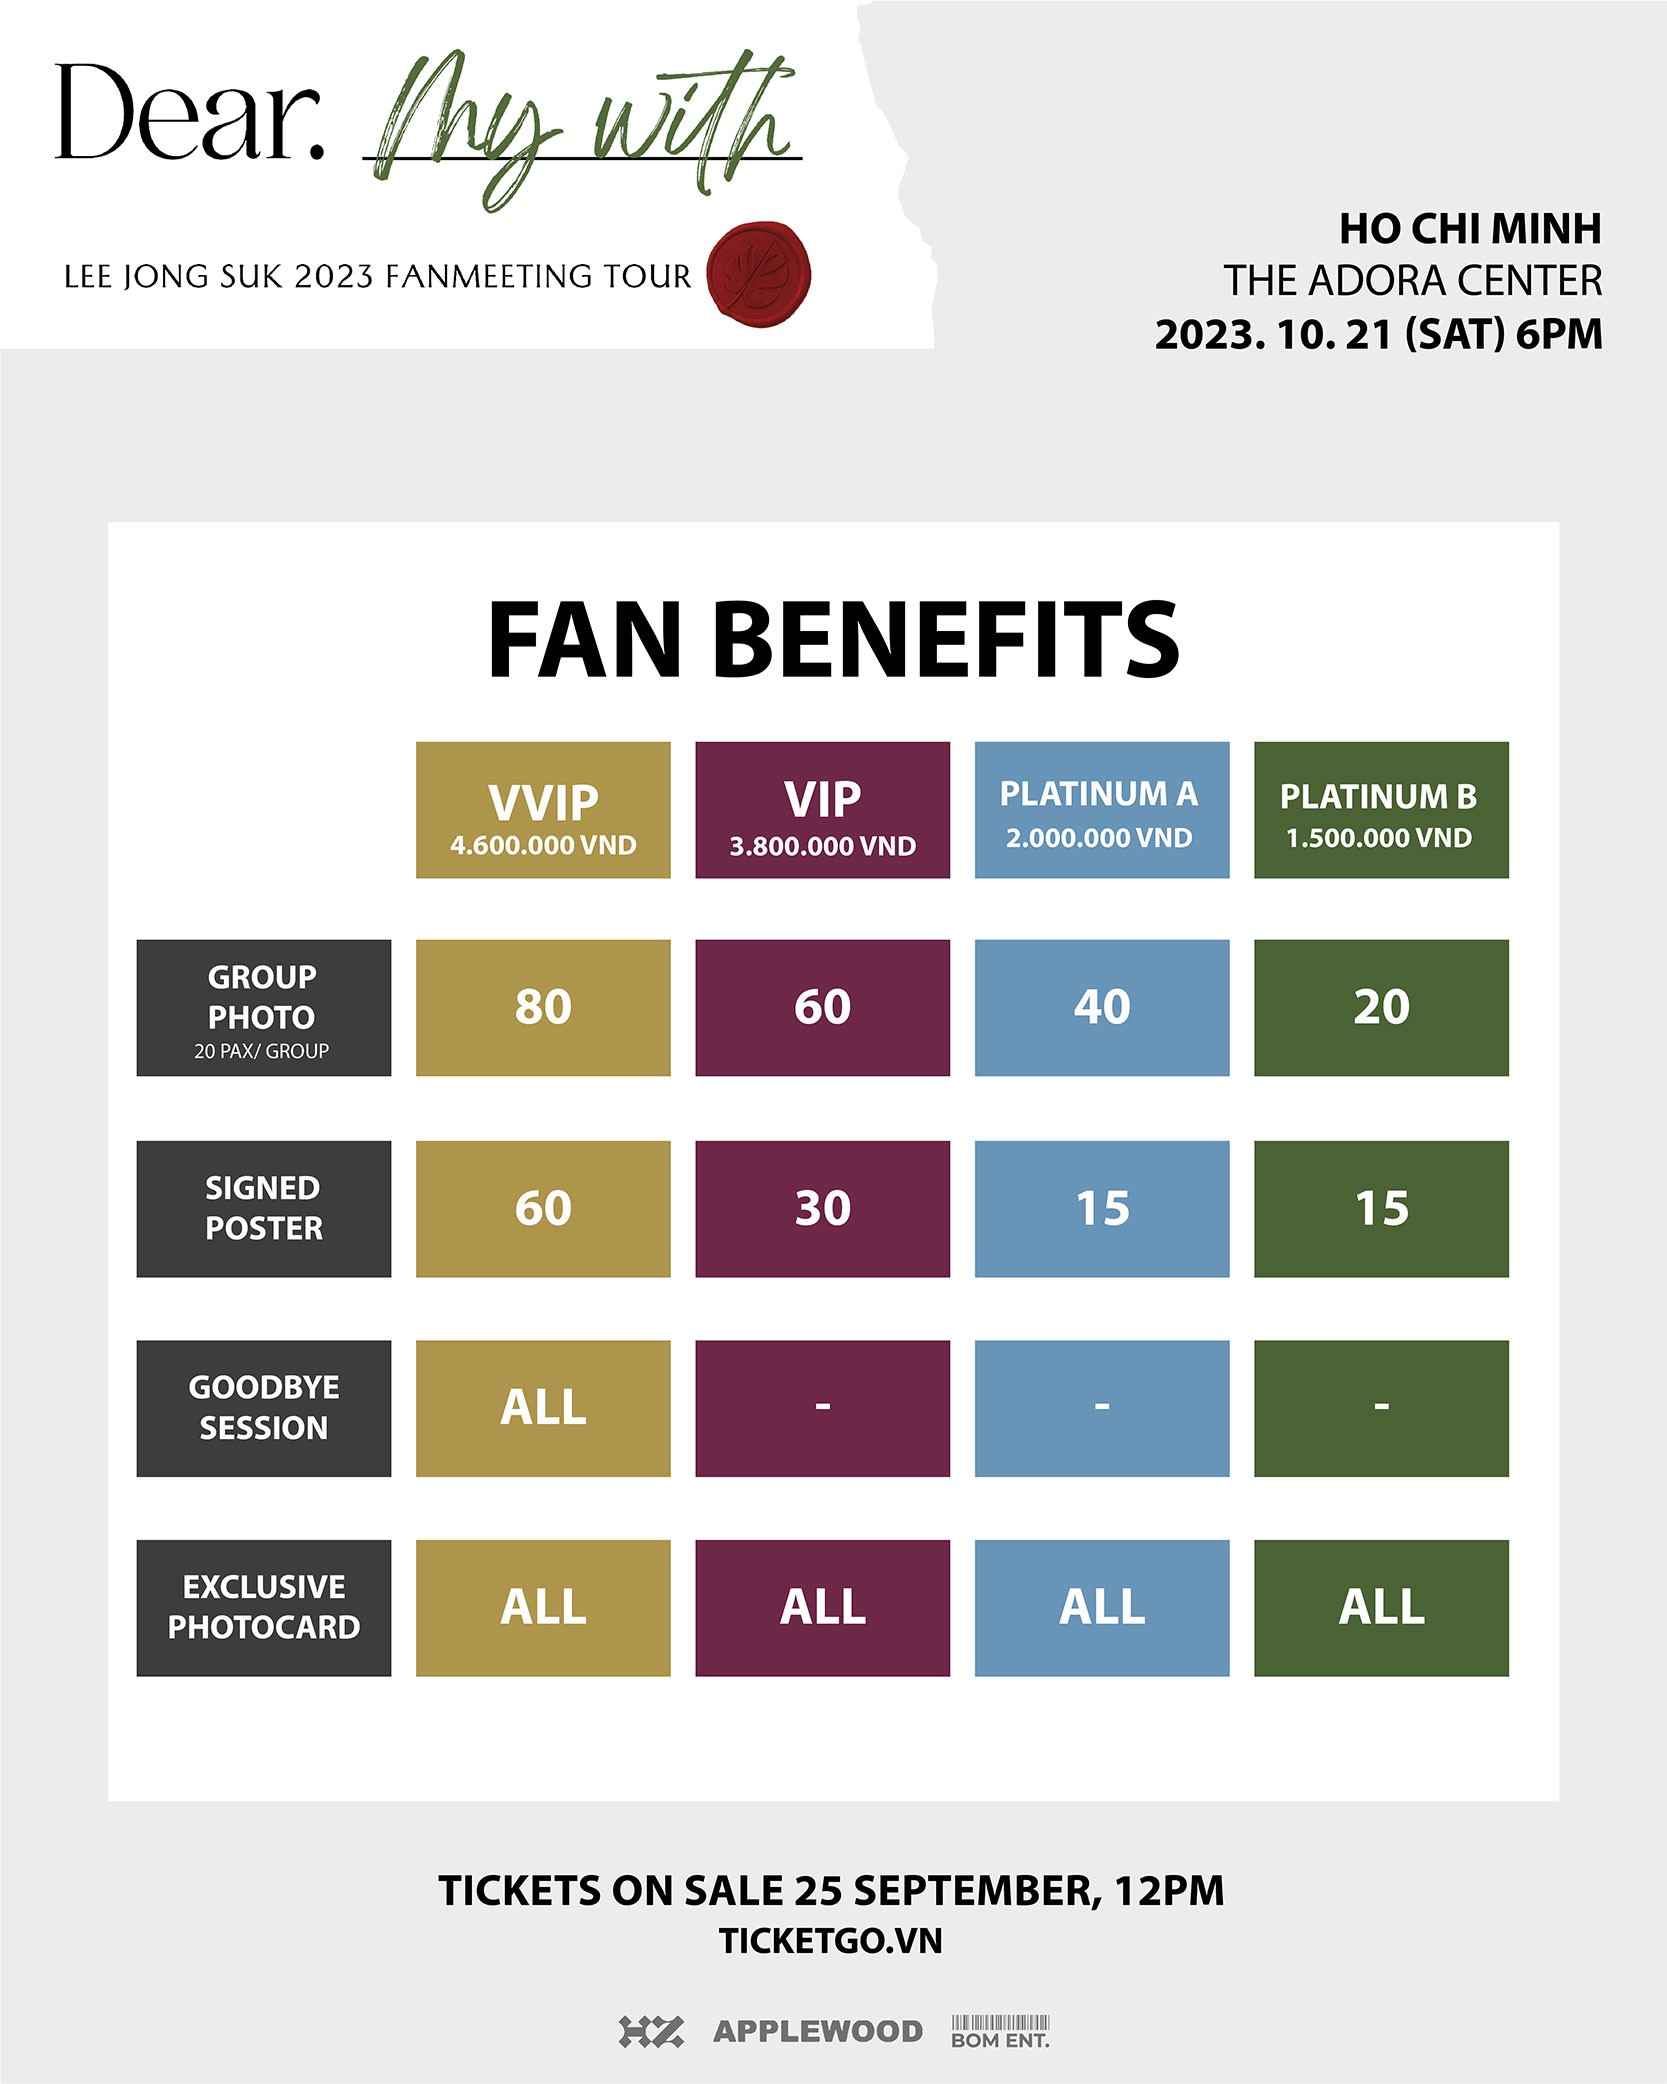 Dear. My with
LEE JONG SUK 2023 FANMEETING TOUR
HO CHI MINH
THE ADORA CENTER
2023. 10. 21 (SAT) 6PM
FAN BENEFITS
VVIP
4.600.000 VND
VIP
3.800.000 VND
PLATINUM A
2.000.000 VND
PLATINUM B
1.500.000 VND
GROUP
PHOTO
20 PAX/ GROUP
80
60
40
20
SIGNED
POSTER
60
30
15
15
GOODBYE
SESSION
ALL
-
-
-
EXCLUSIVE
PHOTOCARD
ALL
ALL
ALL
ALL
TICKETS ON SALE 25 SEPTEMBER, 12PM
TICKETGO.VN
HZ APPLEWOOD BOM ENT.